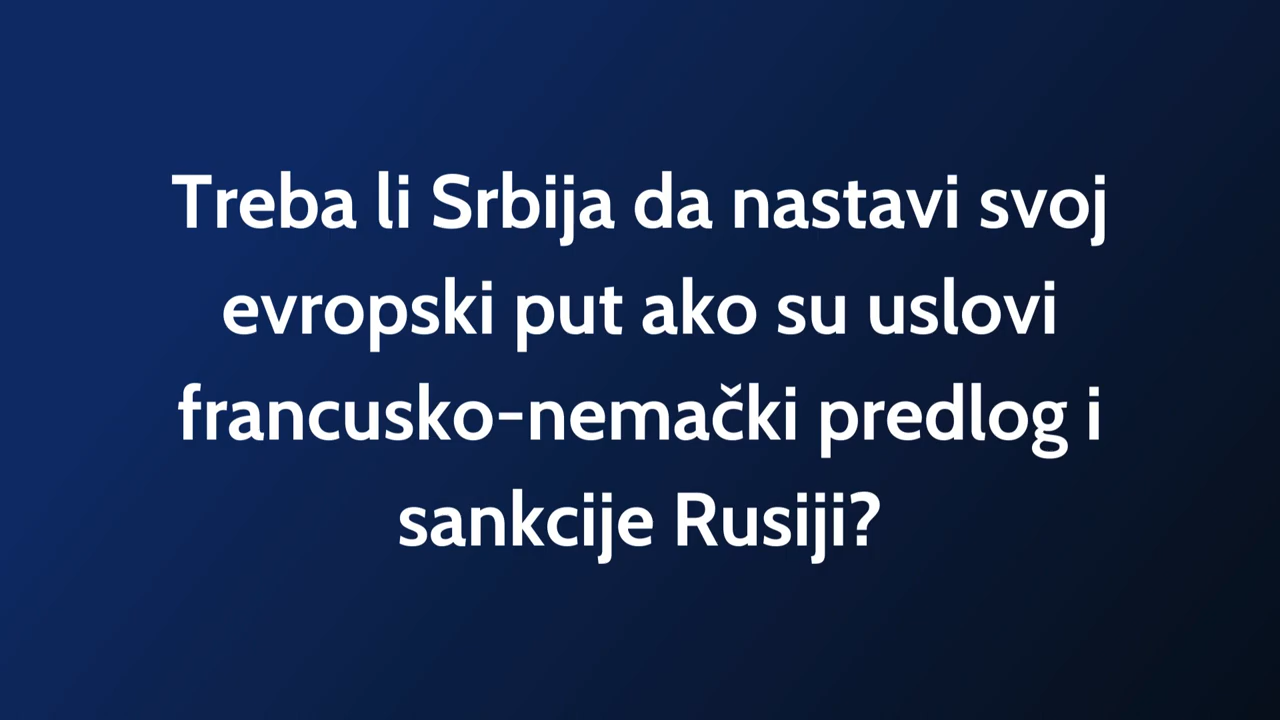 Treba li Srbija da nastavi svoj
evropski put ako su uslovi
francusko-nemački predlog i
sankcije Rusiji?